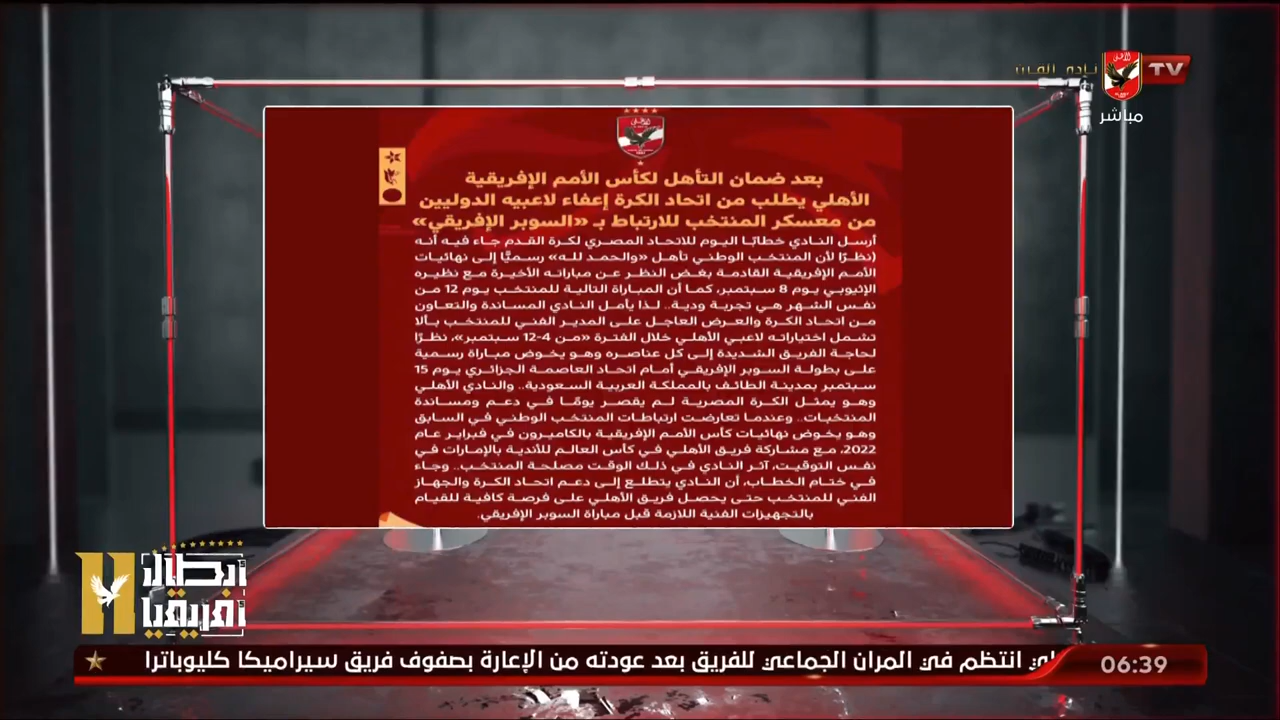 نادي القرن
TV
مباشر
بعد ضمان التأهل لكأس الأمم الإفريقية
الأهلي يطلب من اتحاد الكرة إعفاء لاعبيه الدوليين
من معسكر المنتخب للارتباط بـ «السوبر الإفريقي»
أرسل النادي خطابًا اليوم للاتحاد المصري لكرة القدم جاء فيه أنه
(نظرًا لأن المنتخب الوطني تأهل «والحمد لله» رسميًّا إلى نهائيات
الأمم الإفريقية القادمة بغض النظر عن مباراته الأخيرة مع نظيره
الإثيوبي يوم 8 سبتمبر، كما أن المباراة التالية للمنتخب يوم 12 من
نفس الشهر هي تجربة ودية.. لذا يأمل النادي المساندة والتعاون
من اتحاد الكرة والعرض العاجل على المدير الفني للمنتخب بألا
تشمل اختياراته لاعبي الأهلي خلال الفترة «من 4-12 سبتمبر»، نظرًا
لحاجة الفريق الشديدة إلى كل عناصره وهو يخوض مباراة رسمية
على بطولة السوبر الإفريقي أمام اتحاد العاصمة الجزائري يوم 15
سبتمبر بمدينة الطائف بالمملكة العربية السعودية.. والنادي الأهلي
وهو يمثل الكرة المصرية لم يقصر يومًا في دعم ومساندة
المنتخبات.. وعندما تعارضت ارتباطات المنتخب الوطني في السابق
وهو يخوض نهائيات كأس الأمم الإفريقية بالكاميرون في فبراير عام
2022، مع مشاركة فريق الأهلي في كأس العالم للأندية بالإمارات في
نفس التوقيت، آثر النادي في ذلك الوقت مصلحة المنتخب.. وجاء
في ختام الخطاب، أن النادي يتطلع إلى دعم اتحاد الكرة والجهاز
الفني للمنتخب حتى يحصل فريق الأهلي على فرصة كافية للقيام
بالتجهيزات الفنية اللازمة قبل مباراة السوبر الإفريقي.
أبطال
أفريقيا
11
انتظم في المران الجماعي للفريق بعد عودته من الإعارة بصفوف فريق سيراميكا كليوباترا
06:39